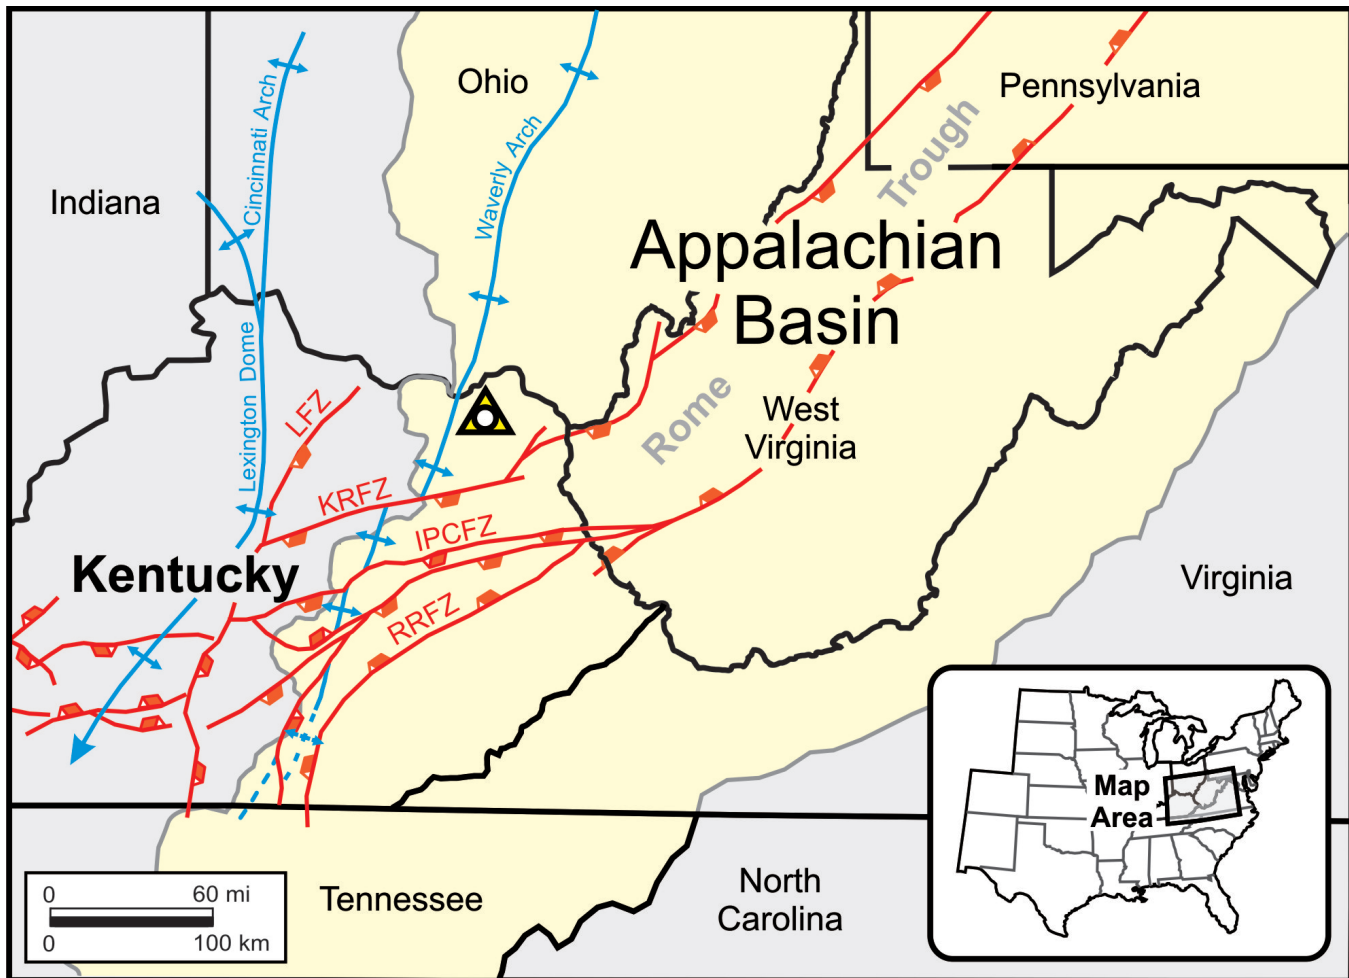 Ohio
Pennsylvania
Cincinnati Arch
Waverly Arch
Trough
Indiana
Appalachian
Basin
Lexington Dome
LFZ
Rome
West
Virginia
KRFZ
IPCFZ
Kentucky
RRFZ
Virginia
Map
Area
0 60 mi
0 100 km
Tennessee
North
Carolina